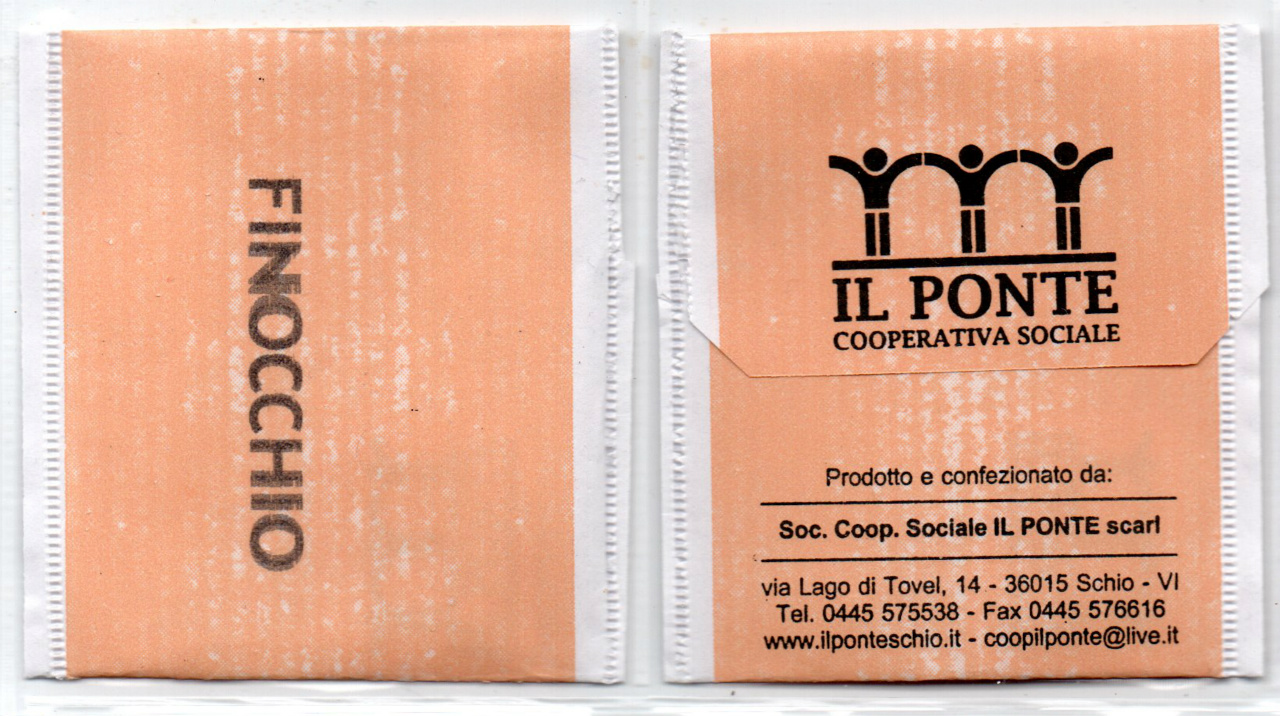 FINOCCHIO
IL PONTE
COOPERATIVA SOCIALE
Prodotto e confezionato da:
Soc. Coop. Sociale IL PONTE scarl
via Lago di Tovel, 14 - 36015 Schio - VI
Tel. 0445 575538 - Fax 0445 576616
www.ilponteschio.it - coopilponte@live.it